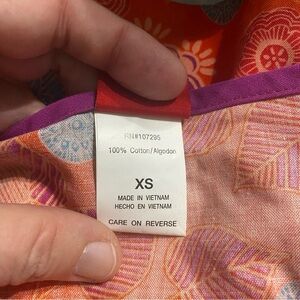 RN#107285
100% Cotton/Algodon
XS
MADE IN VIETNAM
HECHO EN VIETNAM
CARE ON REVERSE